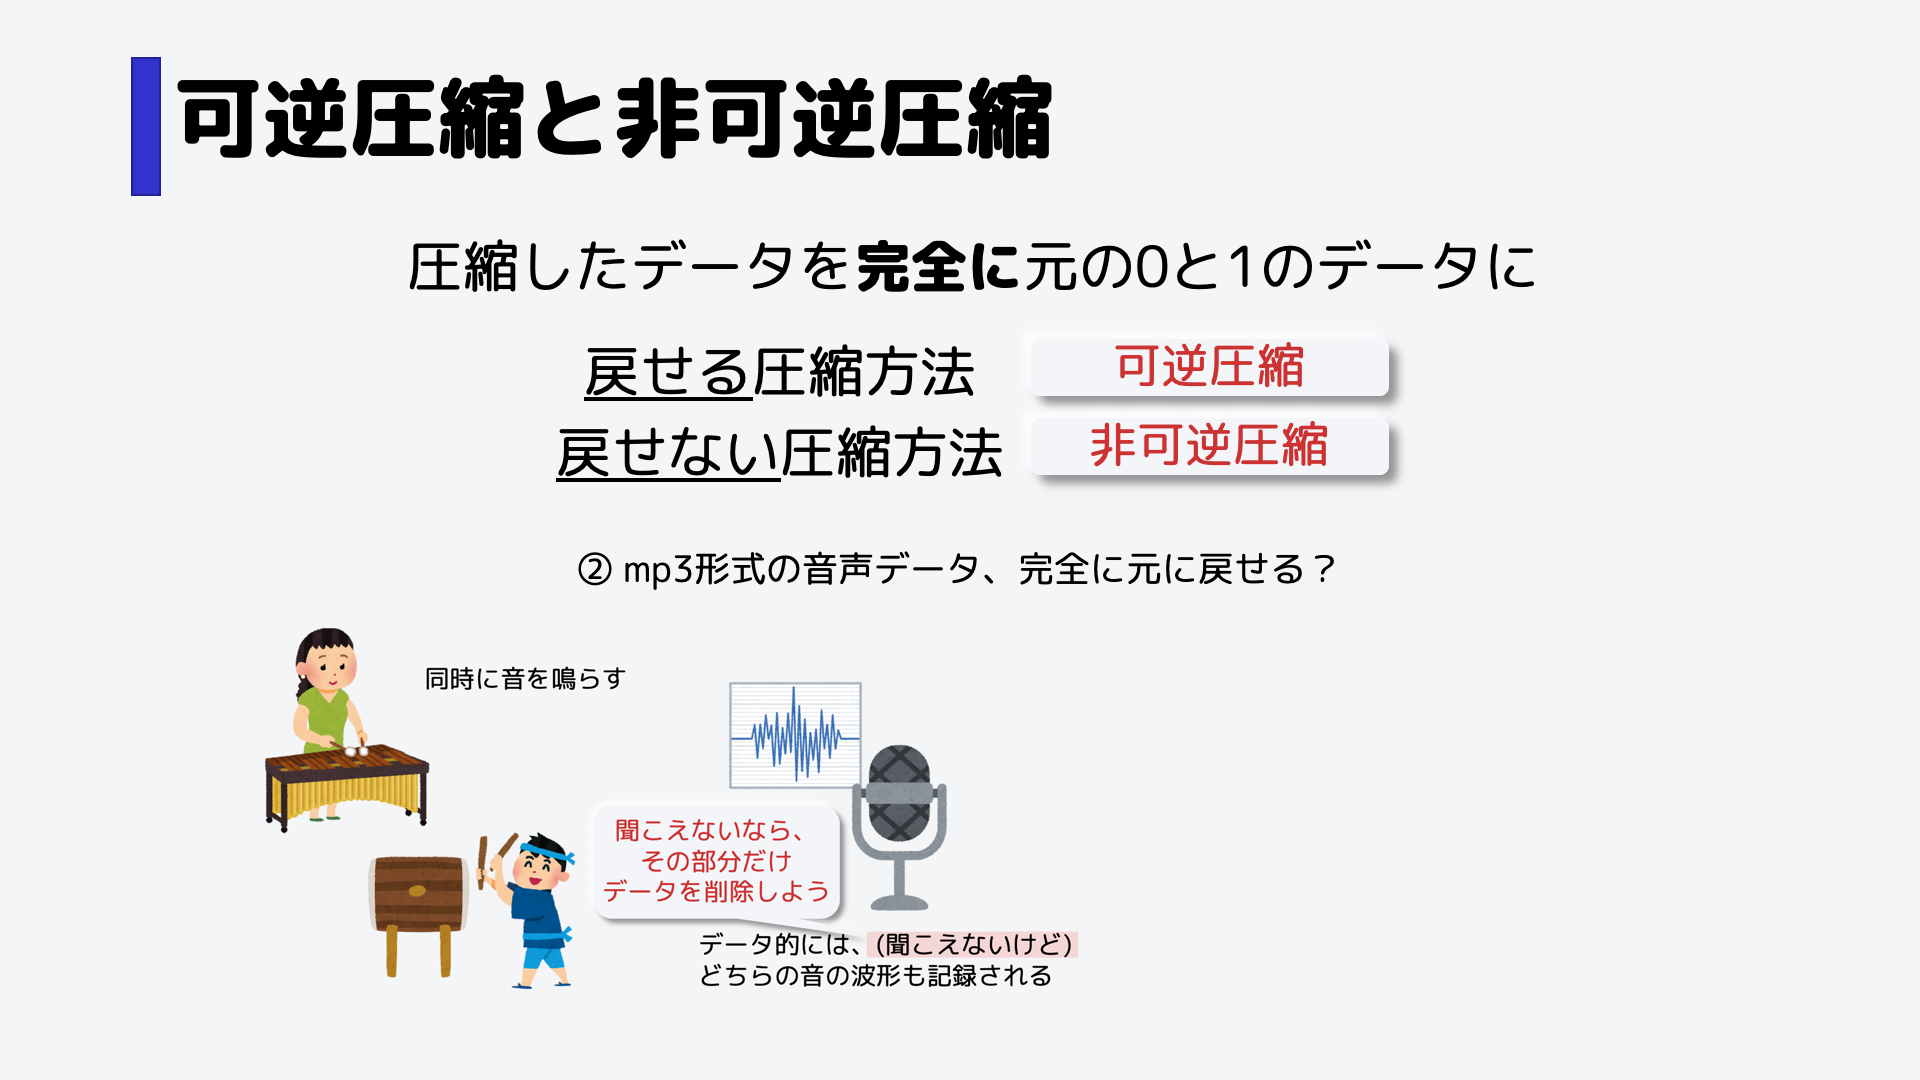 可逆圧縮と非可逆圧縮
圧縮したデータを完全に元の0と1のデータに
戻せる圧縮方法
可逆圧縮
戻せない圧縮方法
非可逆圧縮
② mp3形式の音声データ、完全に元に戻せる？
同時に音を鳴らす
聞こえないなら、
その部分だけ
データを削除しよう
データ的には、(聞こえないけど)
どちらの音の波形も記録される